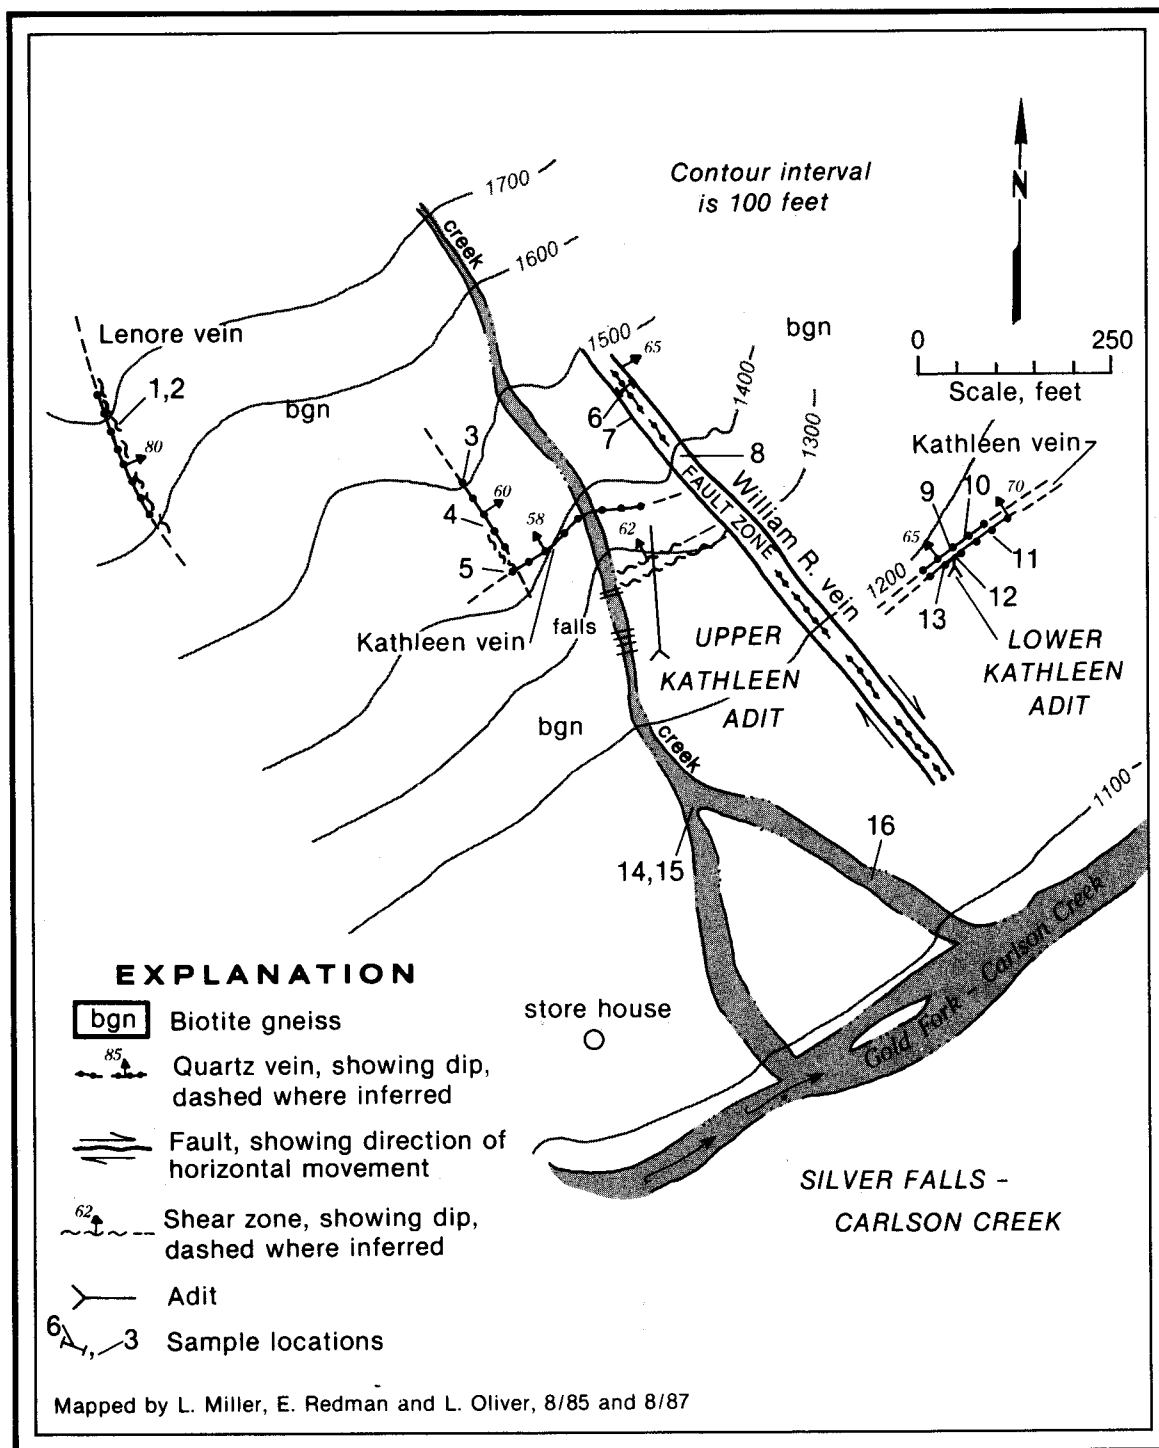 Contour interval
is 100 feet
N
1700
creek
1600
Lenore vein
bgn
1500
65
1400
1300
0 250
Scale, feet
1,2
bgn
80
3
60
4
58
5
6
7
8
62
FAULT ZONE
William R. vein
Kathleen vein
9
10
70
65
11
12
13
1200
Kathleen vein
falls
UPPER
KATHLEEN
ADIT
LOWER
KATHLEEN
ADIT
bgn
creek
1100
16
14,15
Gold Fork - Carlson Creek
store house
SILVER FALLS -
CARLSON CREEK
EXPLANATION
bgn Biotite gneiss
85
Quartz vein, showing dip,
dashed where inferred
Fault, showing direction of
horizontal movement
62
Shear zone, showing dip,
dashed where inferred
Adit
6 3 Sample locations
Mapped by L. Miller, E. Redman and L. Oliver, 8/85 and 8/87